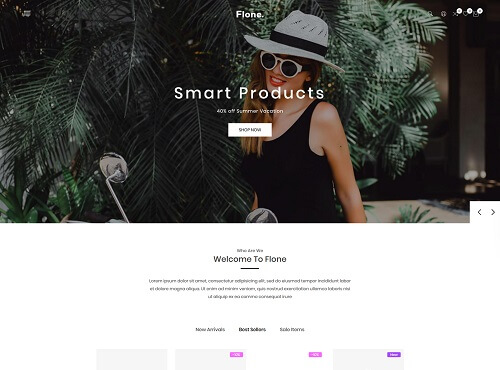 Flone.
Smart Products
40% off Summer Vacation
SHOP NOW
Who Are We
Welcome To Flone
Lorem ipsum dolor sit amet, consectetur adipisicing elit, sed do eiusmod tempor incididunt labor
et dolore magna aliqua. Ut enim ad minim veniam, quis nostrud exercitation ullamco laboris nisi
ut aliquip ex ea commo consequat irure
New Arrivals Best Sellers Sale Items
New